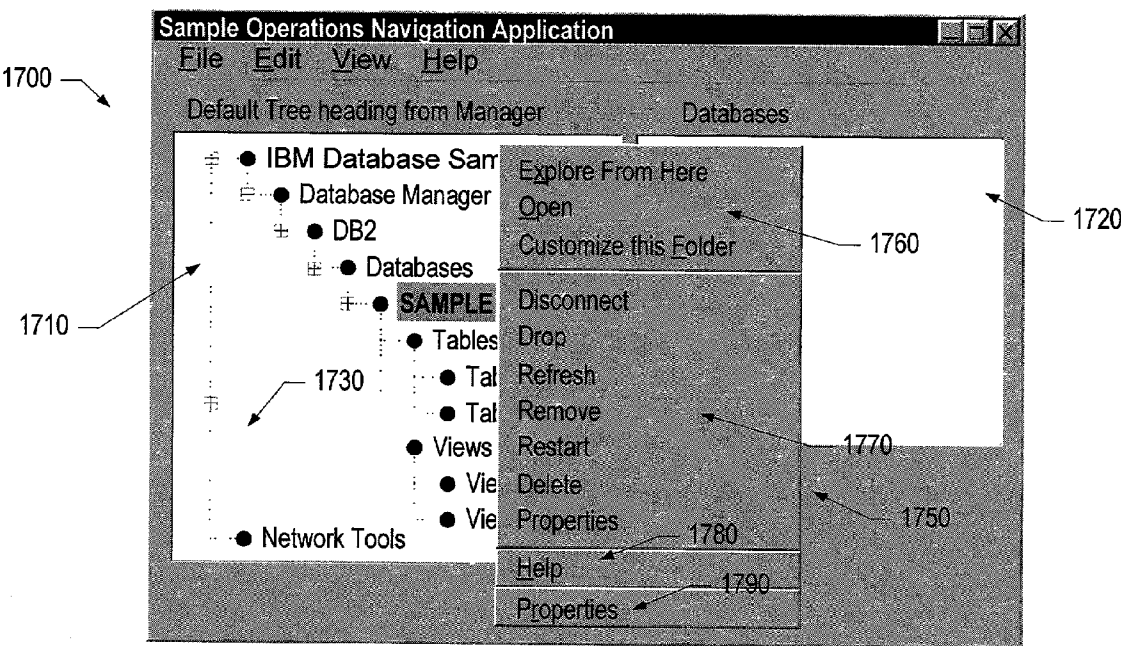 Sample Operations Navigation Application
File Edit View Help
1700
Default Tree heading from Manager
Databases
IBM Database Sam
Database Manager
DB2
Databases
SAMPLE
Tables
Tab
Tab
Views
Vie
Vie
Network Tools
Explore From Here
Open
Customize this Folder
Disconnect
Drop
Refresh
Remove
Restart
Delete
Properties
Help
Properties
1710
1720
1730
1760
1770
1750
1780
1790